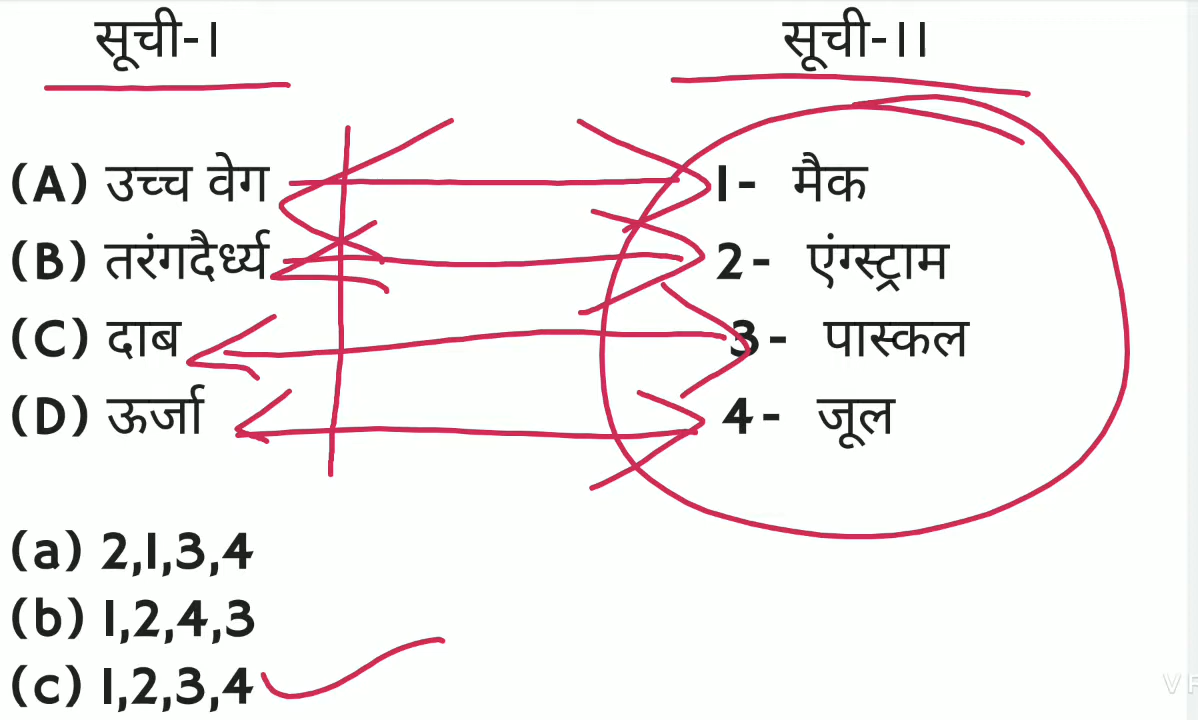 सूची-I सूची-II
(A) उच्च वेग 1- मैक
(B) तरंगदैर्ध्य 2- एंग्स्ट्राम
(C) दाब 3- पास्कल
(D) ऊर्जा 4- जूल
(a) 2,1,3,4
(b) 1,2,4,3
(c) 1,2,3,4